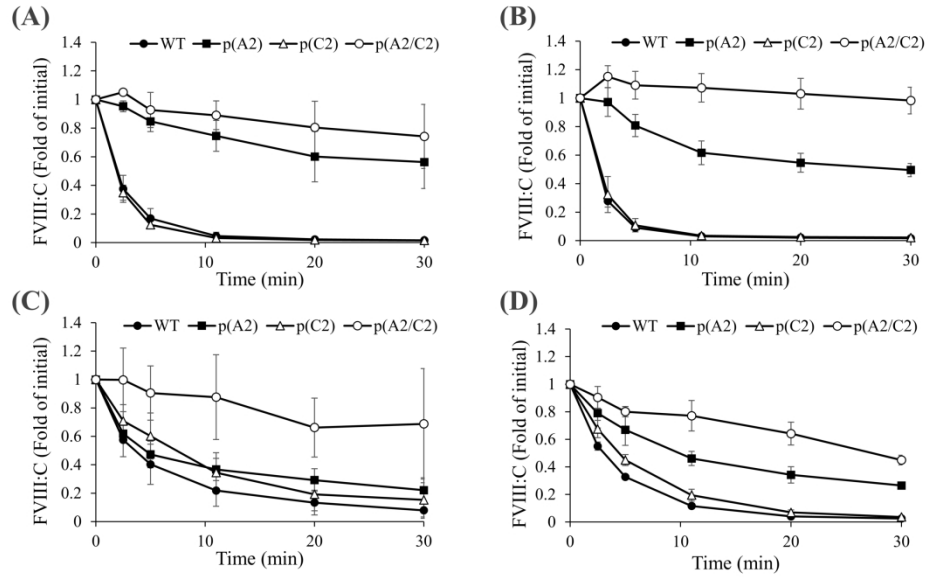 (A)
WT p(A2) p(C2) p(A2/C2)
FVIII:C (Fold of initial)
1.4
1.2
1
0.8
0.6
0.4
0.2
0
0 10 20 30
Time (min)
(B)
WT p(A2) p(C2) p(A2/C2)
FVIII:C (Fold of initial)
1.4
1.2
1
0.8
0.6
0.4
0.2
0
0 10 20 30
Time (min)
(C)
WT p(A2) p(C2) p(A2/C2)
FVIII:C (Fold of initial)
1.4
1.2
1
0.8
0.6
0.4
0.2
0
0 10 20 30
Time (min)
(D)
WT p(A2) p(C2) p(A2/C2)
FVIII:C (Fold of initial)
1.4
1.2
1.0
0.8
0.6
0.4
0.2
0
0 10 20 30
Time (min)